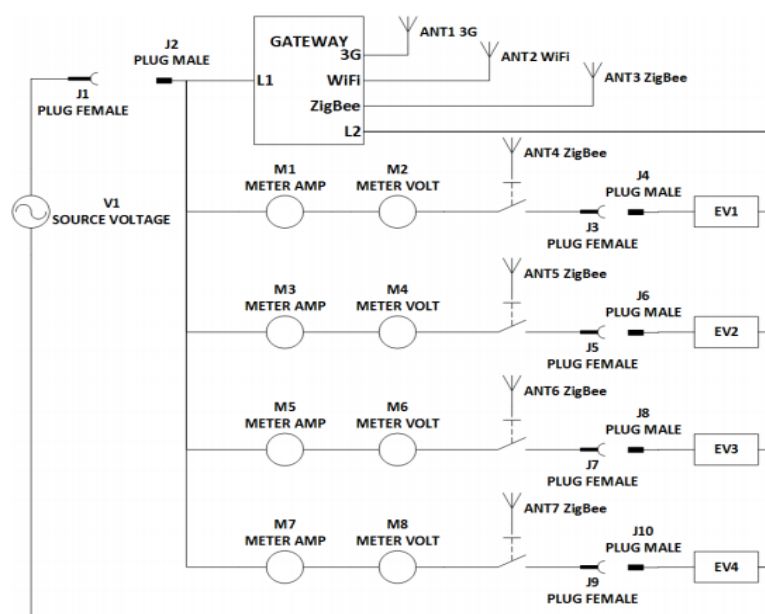 GATEWAY
3G
L1
WiFi
ZigBee
L2
ANT1 3G
ANT2 WiFi
ANT3 ZigBee
J2
PLUG MALE
J1
PLUG FEMALE
V1
SOURCE VOLTAGE
M1
METER AMP
M2
METER VOLT
ANT4 ZigBee
J4
PLUG MALE
J3
PLUG FEMALE
EV1
M3
METER AMP
M4
METER VOLT
ANT5 ZigBee
J6
PLUG MALE
J5
PLUG FEMALE
EV2
M5
METER AMP
M6
METER VOLT
ANT6 ZigBee
J8
PLUG MALE
J7
PLUG FEMALE
EV3
M7
METER AMP
M8
METER VOLT
ANT7 ZigBee
J10
PLUG MALE
J9
PLUG FEMALE
EV4